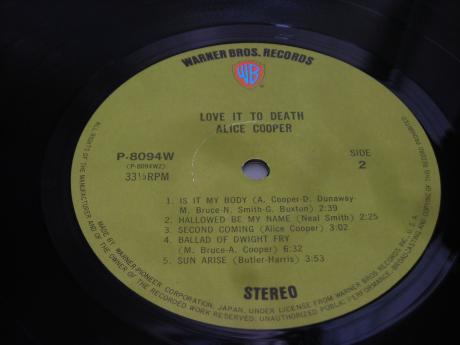 WARNER BROS. RECORDS
WB
LOVE IT TO DEATH
ALICE COOPER
P-8094W
(P-8094W2)
33⅓RPM
SIDE
2
1. IS IT MY BODY (A. Cooper-D. Dunaway-
M. Bruce-N. Smith-G. Buxton) 2:39
2. HALLOWED BE MY NAME (Neal Smith) 2:25
3. SECOND COMING (Alice Cooper) 3:02
4. BALLAD OF DWIGHT FRY
(M. Bruce-A. Cooper) 6:32
5. SUN ARISE (Butler-Harris) 3:53
STEREO
MADE BY WARNER-PIONEER CORPORATION, JAPAN, UNDER LICENSE FROM WARNER BROS RECORDS INC. U.S.A.
ALL RIGHTS OF THE MANUFACTURER AND OF THE OWNER OF THE RECORDED WORK RESERVED. UNAUTHORIZED PUBLIC PERFORMANCE, BROADCASTING AND COPYING OF THIS RECORD PROHIBITED